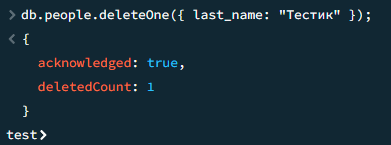 > db.people.deleteOne({ last_name: "Тестик" });
< {
acknowledged: true,
deletedCount: 1
}
test>